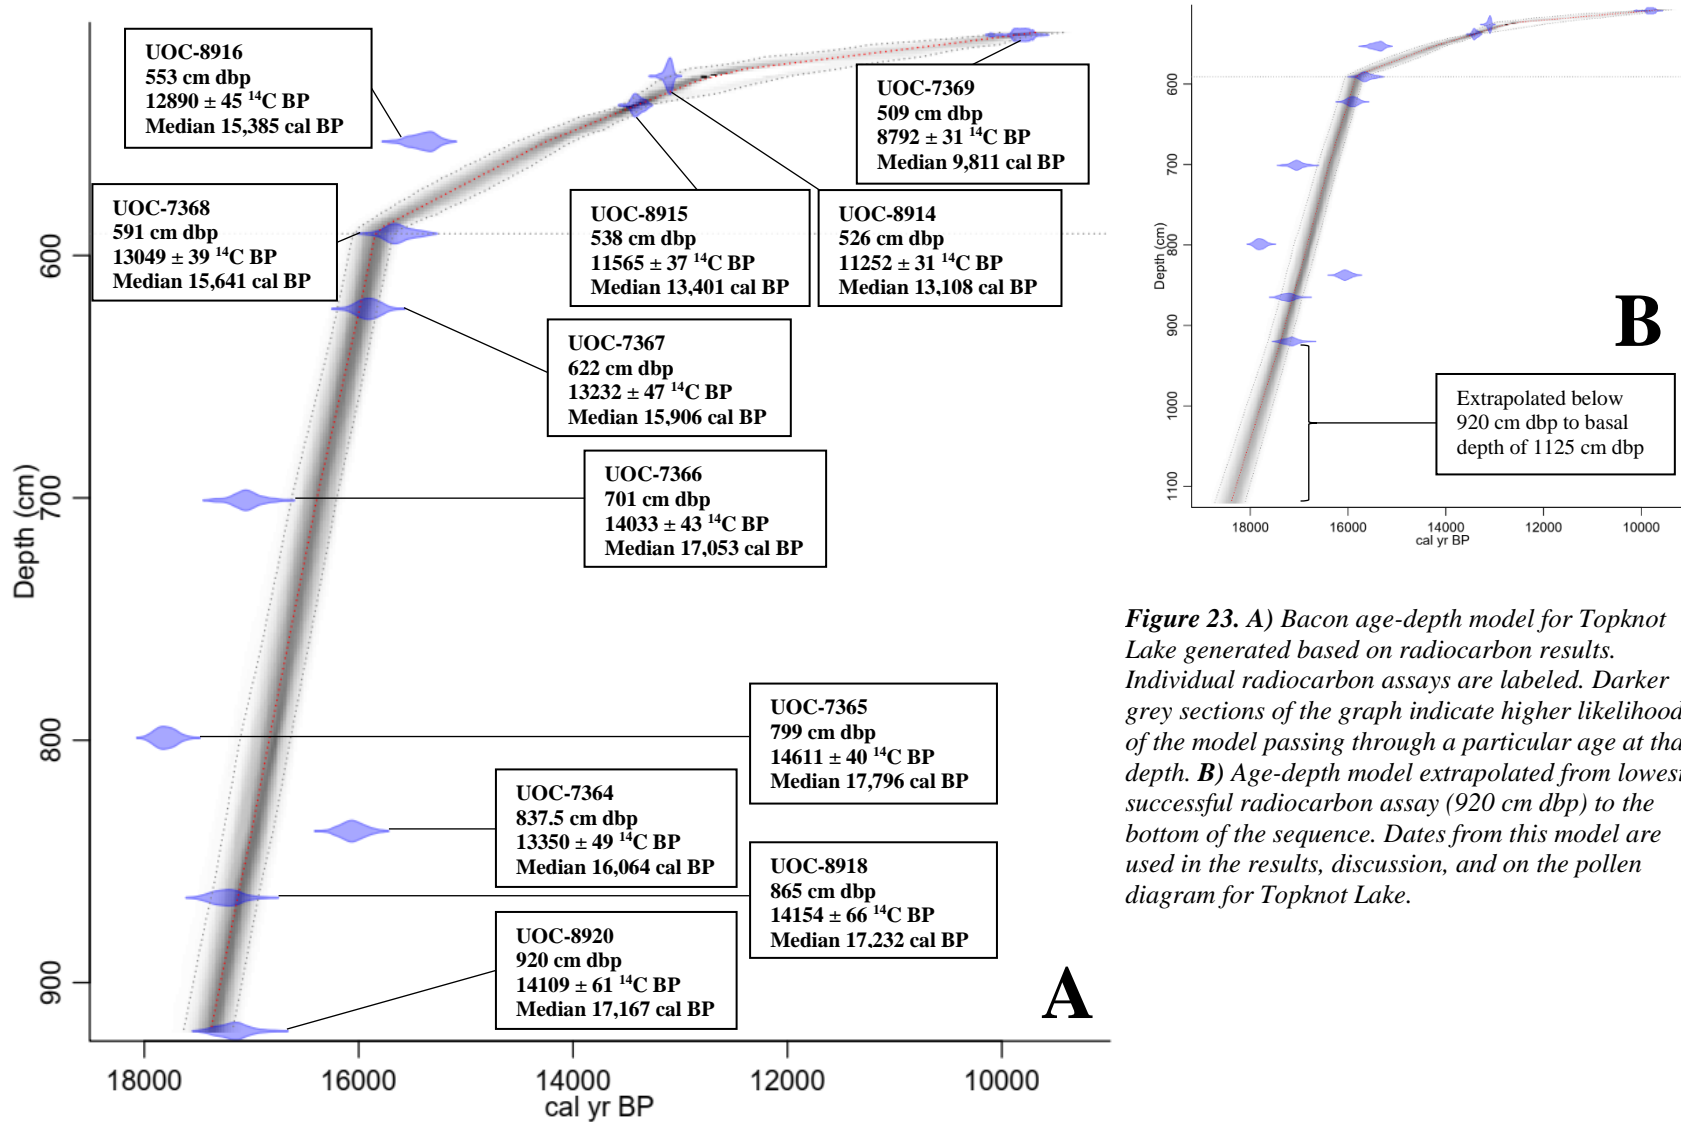 UOC-8916
553 cm dbp
12890 ± 45 ¹⁴C BP
Median 15,385 cal BP
UOC-7369
509 cm dbp
8792 ± 31 ¹⁴C BP
Median 9,811 cal BP
UOC-7368
591 cm dbp
13049 ± 39 ¹⁴C BP
Median 15,641 cal BP
UOC-8915
538 cm dbp
11565 ± 37 ¹⁴C BP
Median 13,401 cal BP
UOC-8914
526 cm dbp
11252 ± 31 ¹⁴C BP
Median 13,108 cal BP
UOC-7367
622 cm dbp
13232 ± 47 ¹⁴C BP
Median 15,906 cal BP
UOC-7366
701 cm dbp
14033 ± 43 ¹⁴C BP
Median 17,053 cal BP
UOC-7365
799 cm dbp
14611 ± 40 ¹⁴C BP
Median 17,796 cal BP
UOC-7364
837.5 cm dbp
13350 ± 49 ¹⁴C BP
Median 16,064 cal BP
UOC-8918
865 cm dbp
14154 ± 66 ¹⁴C BP
Median 17,232 cal BP
UOC-8920
920 cm dbp
14109 ± 61 ¹⁴C BP
Median 17,167 cal BP
A
600
700
800
900
Depth (cm)
18000 16000 14000 12000 10000
cal yr BP
600
700
800
900
1000
1100
Depth (cm)
B
Extrapolated below
920 cm dbp to basal
depth of 1125 cm dbp
18000 16000 14000 12000 10000
cal yr BP
Figure 23. A) Bacon age-depth model for Topknot
Lake generated based on radiocarbon results.
Individual radiocarbon assays are labeled. Darker
grey sections of the graph indicate higher likelihood
of the model passing through a particular age at tha
depth. B) Age-depth model extrapolated from lowest
successful radiocarbon assay (920 cm dbp) to the
bottom of the sequence. Dates from this model are
used in the results, discussion, and on the pollen
diagram for Topknot Lake.